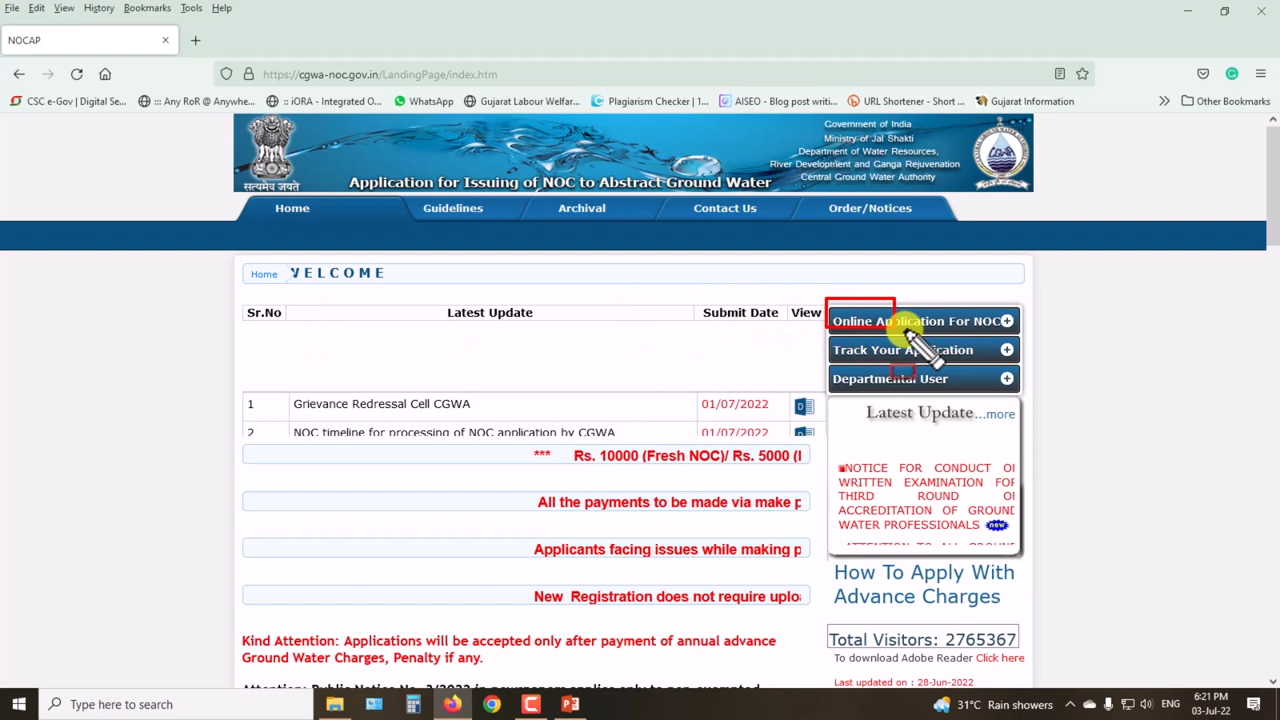 File Edit View History Bookmarks Tools Help
NOCAP
https://cgwa-noc.gov.in/LandingPage/index.htm
CSC e-Gov | Digital Se...
::: Any RoR @ Anywhe...
:: iORA - Integrated O...
WhatsApp
Gujarat Labour Welfar...
Plagiarism Checker | 1...
AISEO - Blog post writi...
URL Shortener - Short ...
Gujarat Information
Other Bookmarks
सत्यमेव जयते
Application for Issuing of NOC to Abstract Ground Water
Government of India
Ministry of Jal Shakti
Department of Water Resources,
River Development and Ganga Rejuvenation
Central Ground Water Authority
Home Guidelines Archival Contact Us Order/Notices
Home WELCOME
Sr.No Latest Update Submit Date View
1 Grievance Redressal Cell CGWA 01/07/2022
2 NOC timeline for processing of NOC application by CGWA 01/07/2022
*** Rs. 10000 (Fresh NOC)/ Rs. 5000 (
All the payments to be made via make p
Applicants facing issues while making p
New Registration does not require uplo
Kind Attention: Applications will be accepted only after payment of annual advance
Ground Water Charges, Penalty if any.
Online Application For NOC
Track Your Application
Departmental User
Latest Update ...more
NOTICE FOR CONDUCT OF
WRITTEN EXAMINATION FOR
THIRD ROUND OF
ACCREDITATION OF GROUND
WATER PROFESSIONALS new
How To Apply With
Advance Charges
Total Visitors: 2765367
To download Adobe Reader Click here
Last updated on : 28-Jun-2022
Type here to search
31°C Rain showers
ENG
6:21 PM
03-Jul-22